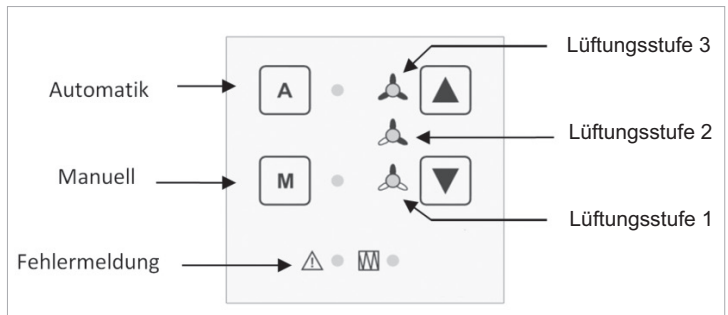 Lüftungsstufe 3
Automatik
A
Lüftungsstufe 2
Manuell
M
Lüftungsstufe 1
Fehlermeldung